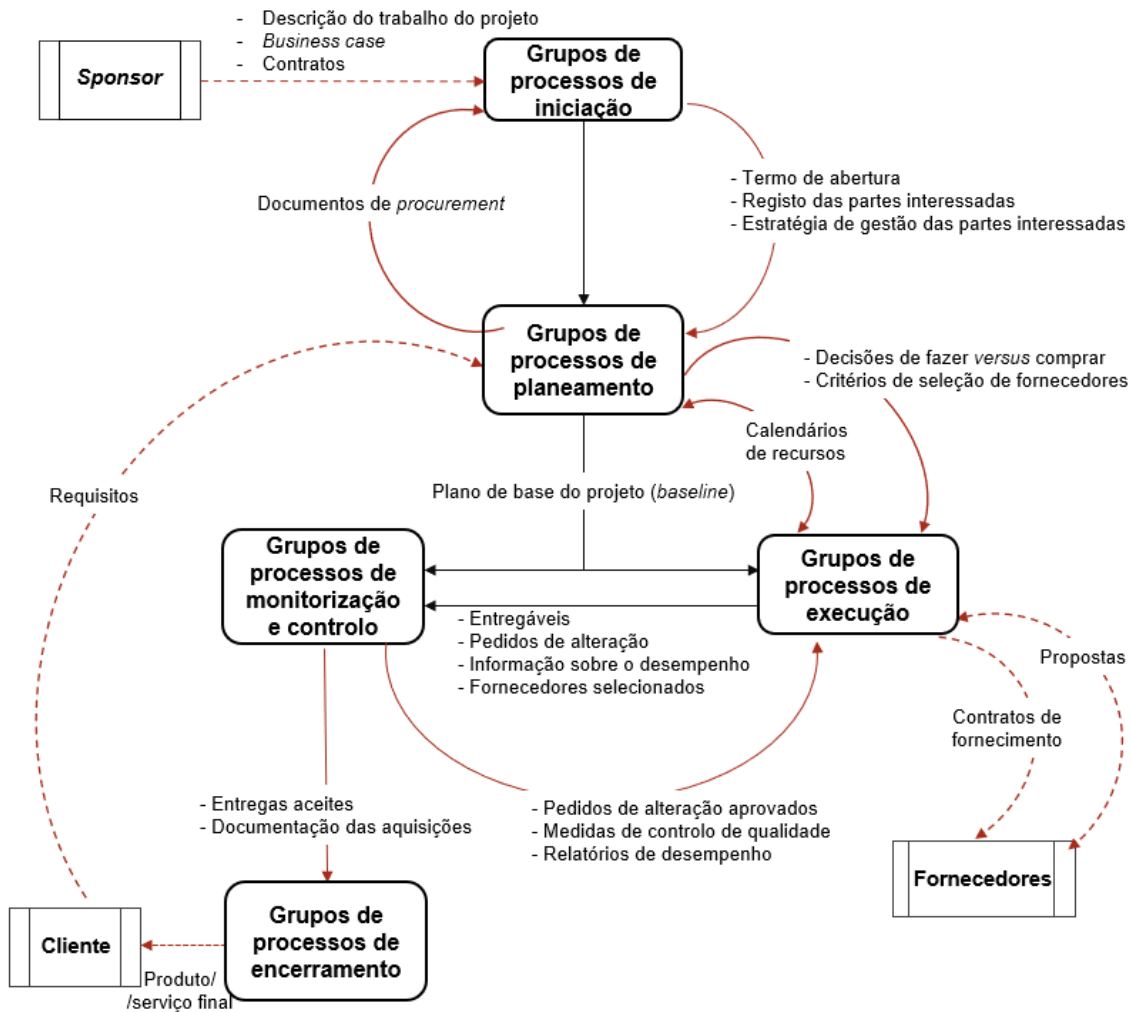 - Descrição do trabalho do projeto
- Business case
- Contratos
Sponsor
Grupos de
processos de
iniciação
Documentos de procurement
- Termo de abertura
- Registo das partes interessadas
- Estratégia de gestão das partes interessadas
Grupos de
processos de
planeamento
- Decisões de fazer versus comprar
- Critérios de seleção de fornecedores
Calendários
de recursos
Requisitos
Plano de base do projeto (baseline)
Grupos de
processos de
monitorização
e controlo
Grupos de
processos de
execução
- Entregáveis
- Pedidos de alteração
- Informação sobre o desempenho
- Fornecedores selecionados
Propostas
Contratos de
fornecimento
- Entregas aceites
- Documentação das aquisições
- Pedidos de alteração aprovados
- Medidas de controlo de qualidade
- Relatórios de desempenho
Fornecedores
Grupos de
processos de
encerramento
Cliente
Produto/
/serviço final